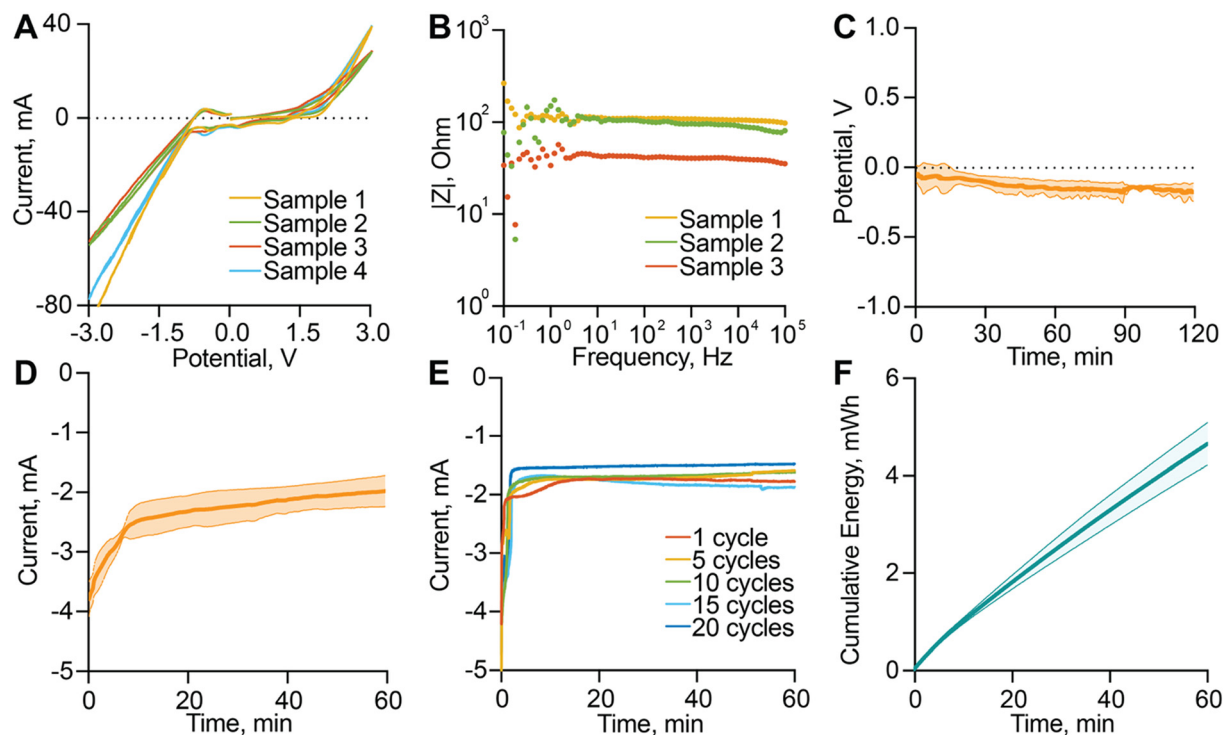 A
Current, mA
40
0
-40
-80
-3.0 -1.5 0.0 1.5 3.0
Potential, V
Sample 1
Sample 2
Sample 3
Sample 4
B
|Z|, Ohm
10³
10²
10¹
10⁰
10⁻¹ 10⁰ 10¹ 10² 10³ 10⁴ 10⁵
Frequency, Hz
Sample 1
Sample 2
Sample 3
C
Potential, V
1.0
0.5
0.0
-0.5
-1.0
0 30 60 90 120
Time, min
D
Current, mA
0
-1
-2
-3
-4
-5
0 20 40 60
Time, min
E
Current, mA
0
-1
-2
-3
-4
-5
0 20 40 60
Time, min
1 cycle
5 cycles
10 cycles
15 cycles
20 cycles
F
Cumulative Energy, mWh
6
4
2
0
0 20 40 60
Time, min